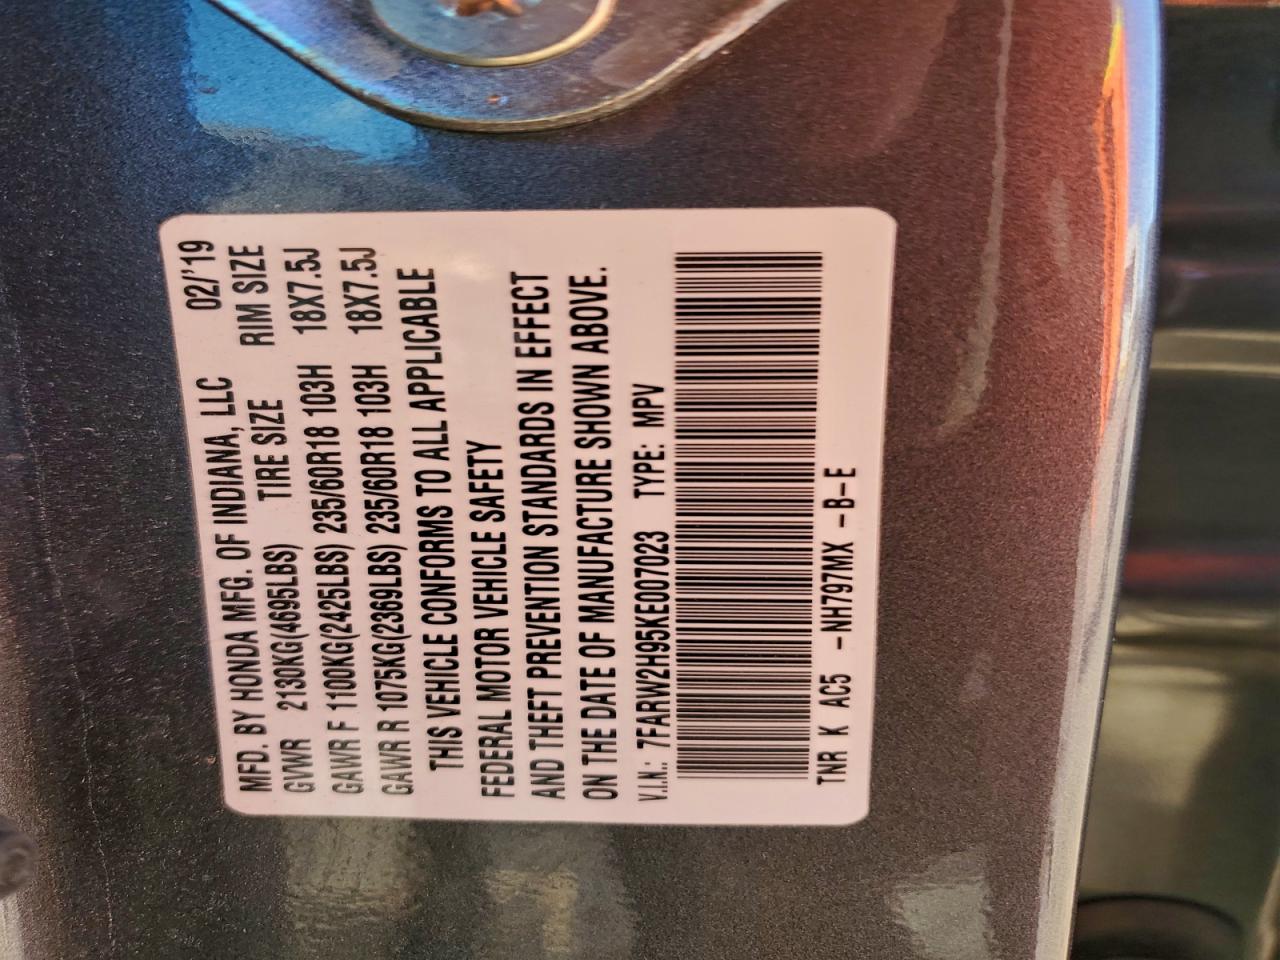 MFD. BY HONDA MFG. OF INDIANA, LLC 02/'19
GVWR 2130KG(4695LBS) TIRE SIZE RIM SIZE
GAWR F 1100KG(2425LBS) 235/60R18 103H 18X7.5J
GAWR R 1075KG(2369LBS) 235/60R18 103H 18X7.5J
THIS VEHICLE CONFORMS TO ALL APPLICABLE
FEDERAL MOTOR VEHICLE SAFETY
AND THEFT PREVENTION STANDARDS IN EFFECT
ON THE DATE OF MANUFACTURE SHOWN ABOVE.
V.I.N.: 7FARW2H95KE007023 TYPE: MPV
TNR K AC5 -NH797MX -B-E